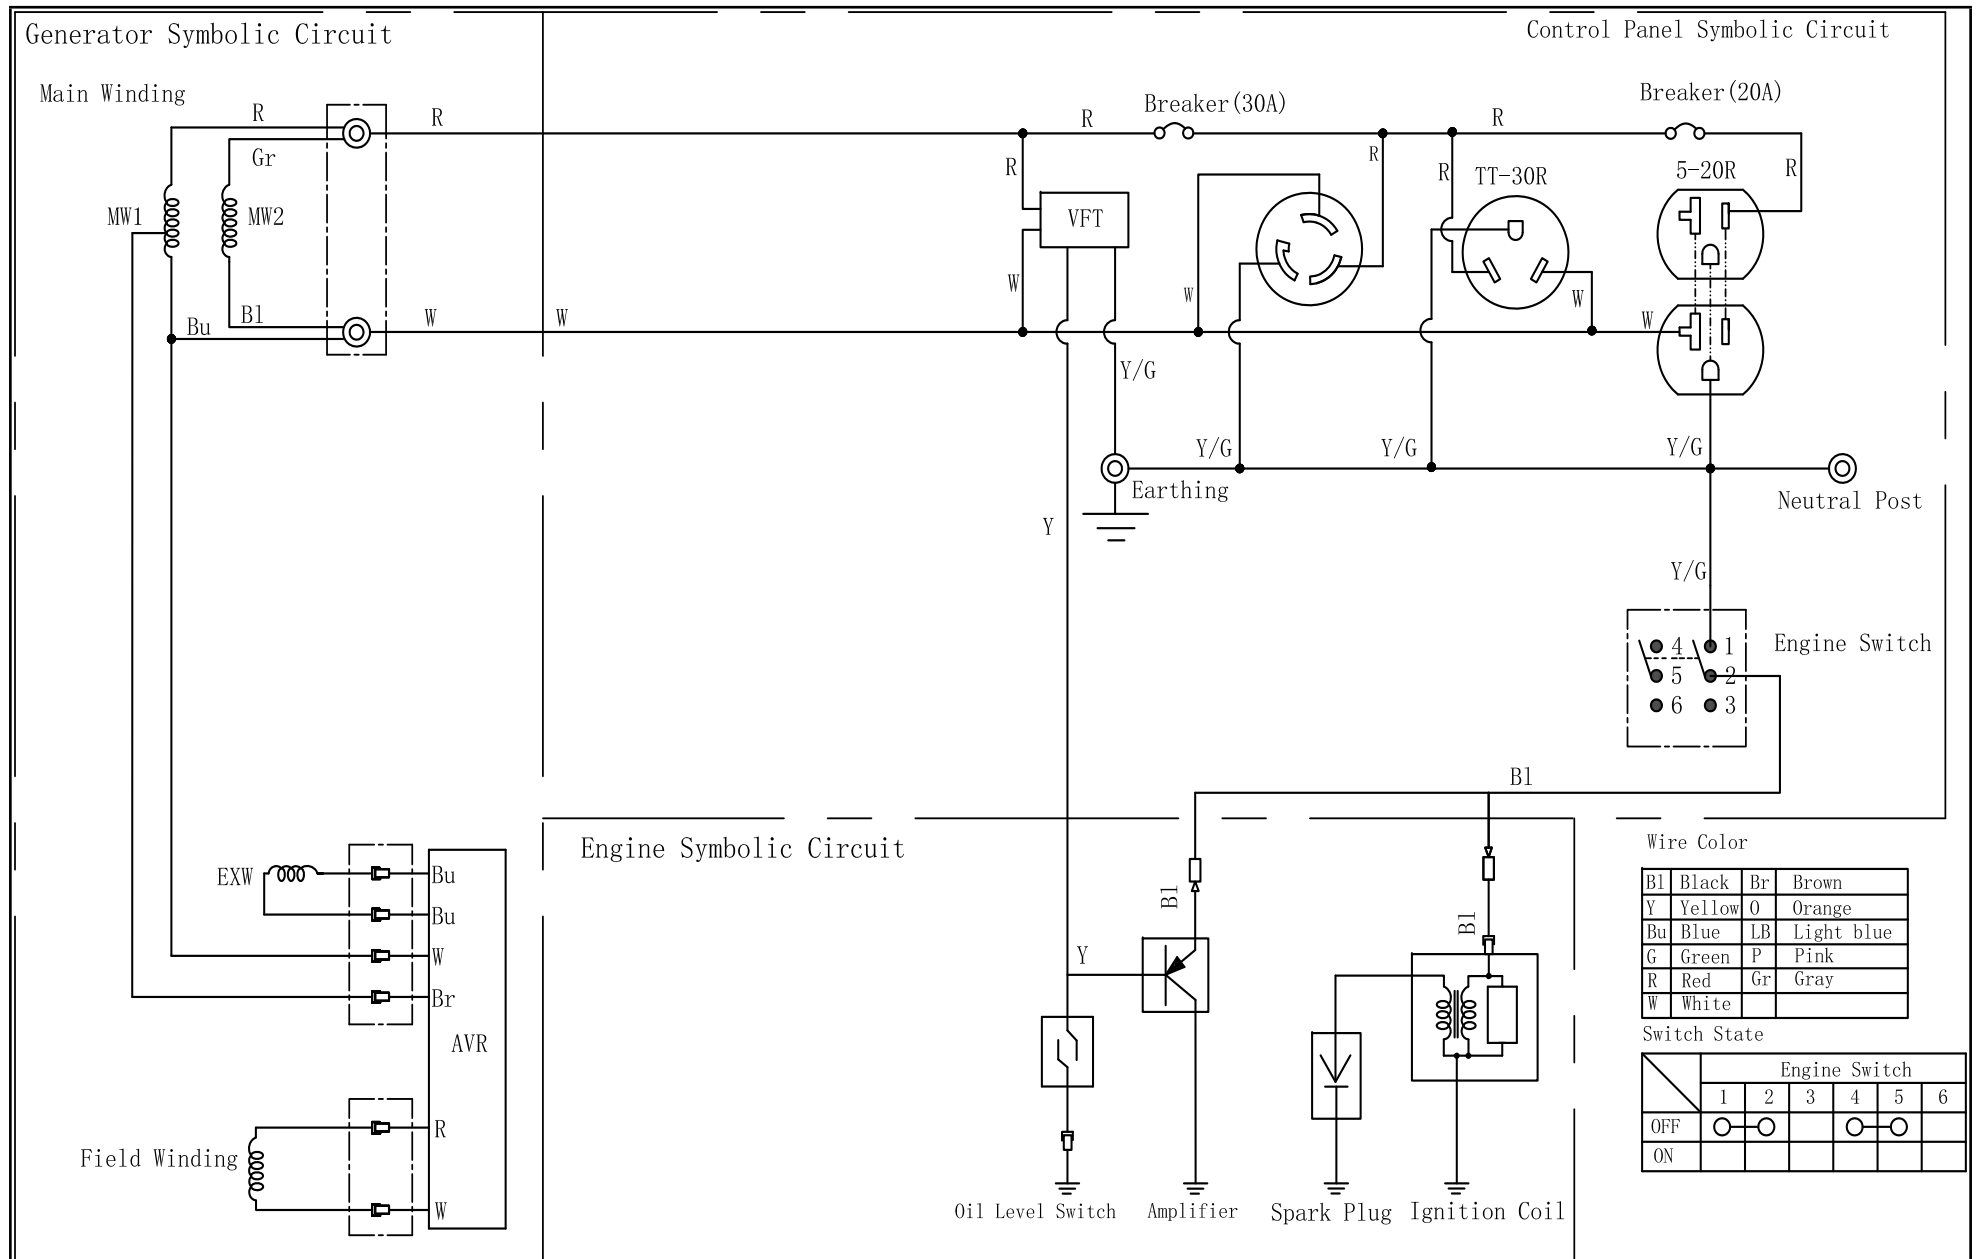 Generator Symbolic Circuit
Control Panel Symbolic Circuit
Main Winding
R
Gr
MW1
MW2
Bl
Bu
R
W
W
R
Breaker(30A)
R
Breaker(20A)
R
VFT
W
R
W
TT-30R
R
W
5-20R
R
W
Y/G
Y/G
Y/G
Y/G
Earthing
Neutral Post
Y
Y/G
4 1
5 2
6 3
Engine Switch
Bl
Engine Symbolic Circuit
EXW
Bu
Bu
W
Br
AVR
R
W
Field Winding
Y
Bl
Bl
Oil Level Switch
Amplifier
Spark Plug
Ignition Coil
Wire Color
Bl Black Br Brown
Y Yellow O Orange
Bu Blue LB Light blue
G Green P Pink
R Red Gr Gray
W White
Switch State
Engine Switch
1 2 3 4 5 6
OFF
ON